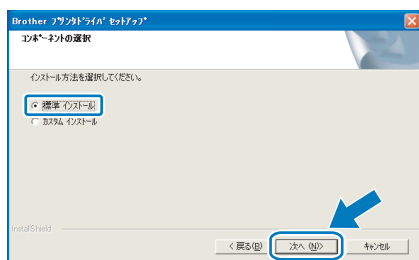 Brother プリンタドライバ セットアップ
コンポーネントの選択
インストール方法を選択してください。
標準 インストール
カスタム インストール
InstallShield
< 戻る(B)
次へ (N)>
キャンセル